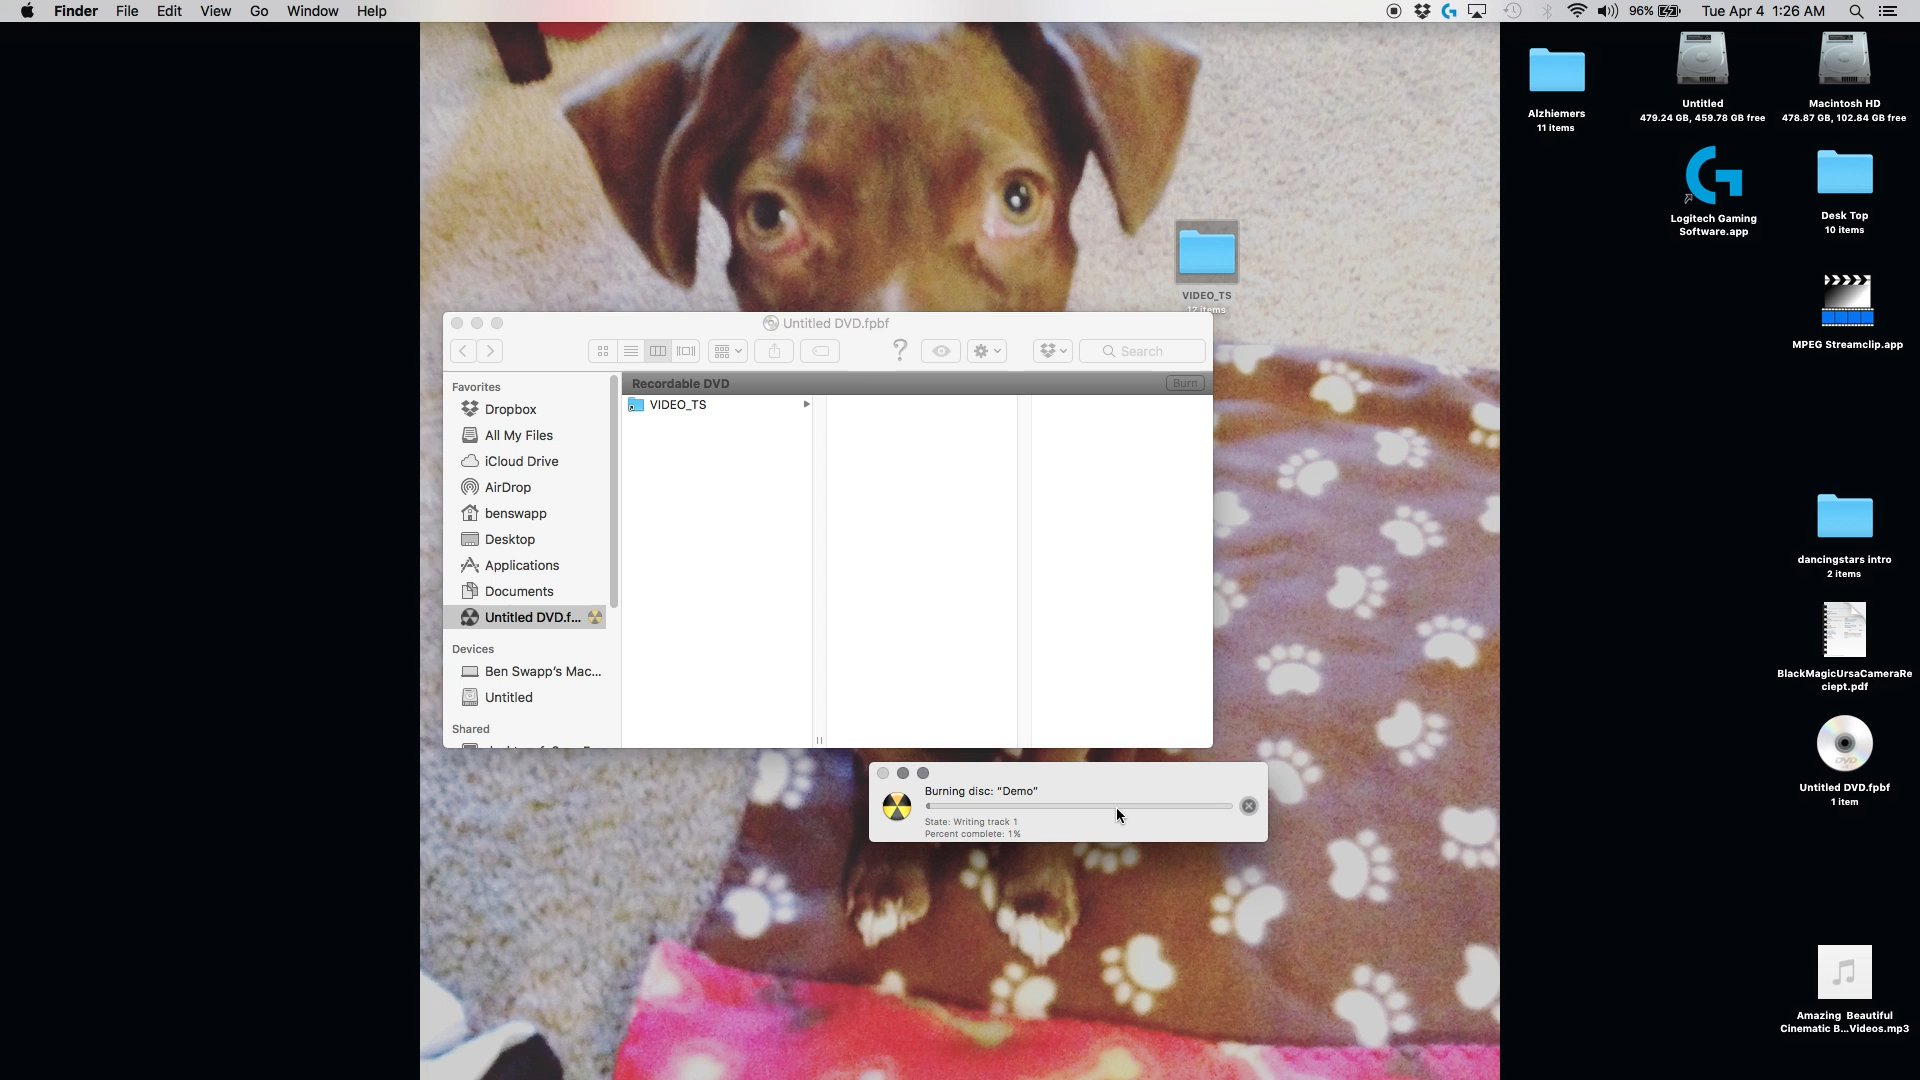 Finder File Edit View Go Window Help
96% Tue Apr 4 1:26 AM
Alzhiemers
11 items
Untitled
479.24 GB, 459.78 GB free
Macintosh HD
478.87 GB, 102.84 GB free
Logitech Gaming
Software.app
Desk Top
10 items
VIDEO_TS
12 items
MPEG Streamclip.app
Untitled DVD.fpbf
Search
Favorites
Dropbox
All My Files
iCloud Drive
AirDrop
benswapp
Desktop
Applications
Documents
Untitled DVD.f...
Devices
Ben Swapp's Mac...
Untitled
Shared
Recordable DVD Burn
VIDEO_TS
Burning disc: “Demo”
State: Writing track 1
Percent complete: 1%
dancingstars intro
2 items
BlackMagicUrsaCameraRe
ciept.pdf
DVD
Untitled DVD.fpbf
1 item
Amazing Beautiful
Cinematic B...Videos.mp3